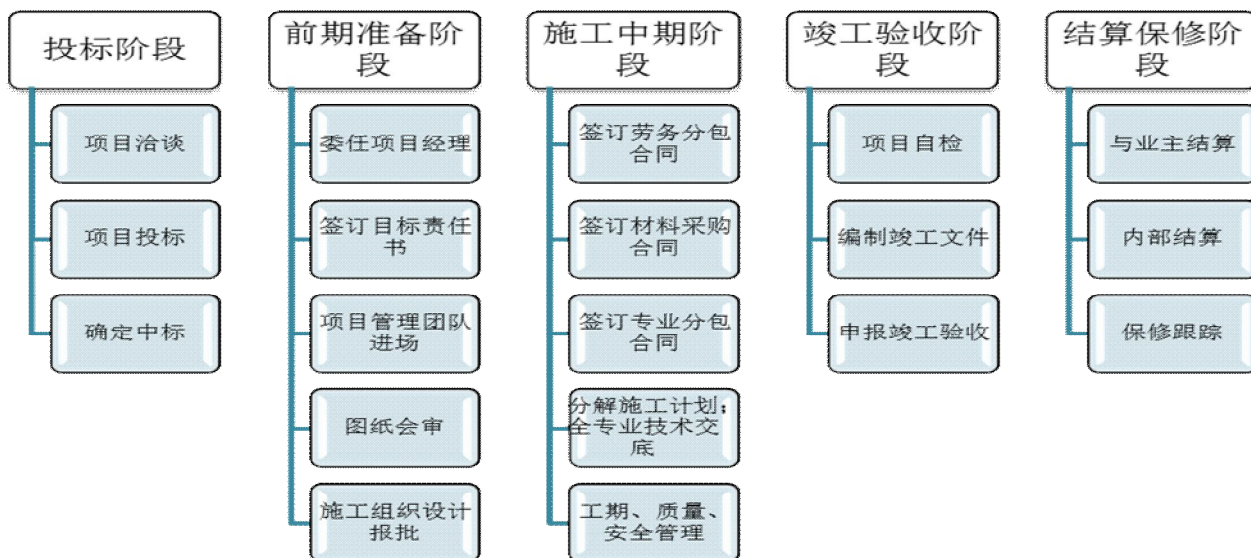 投标阶段
项目洽谈
项目投标
确定中标
前期准备阶
段
委任项目经理
签订目标责任
书
项目管理团队
进场
图纸会审
施工组织设计
报批
施工中期阶
段
签订劳务分包
合同
签订材料采购
合同
签订专业分包
合同
分解施工计划；
全专业技术交
底
工期、质量、
安全管理
竣工验收阶
段
项目自检
编制竣工文件
申报竣工验收
结算保修阶
段
与业主结算
内部结算
保修跟踪